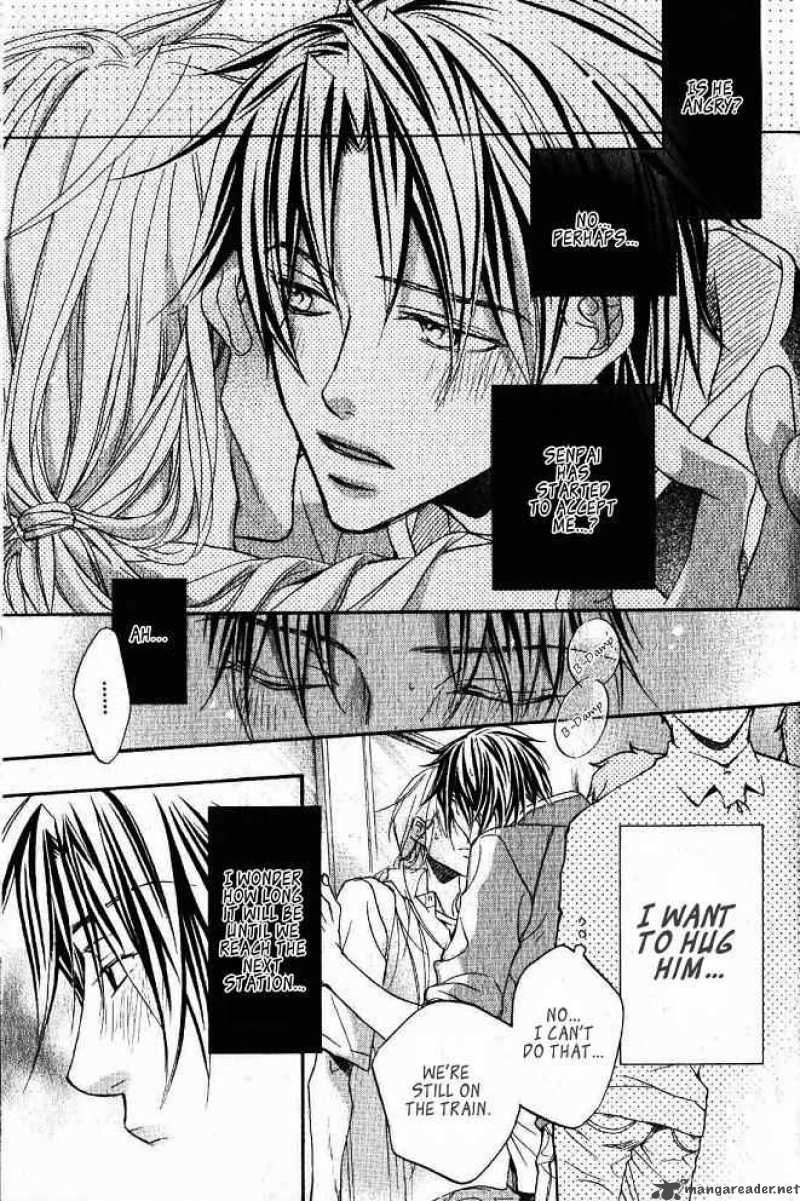 IS HE
ANGRY?
NO...
PERHAPS...
SENPAI
HAS
STARTED
TO ACCEPT
ME...?
AH...
........
B-Damp
B-Damp
I WANT
TO HUG
HIM...
NO...
I CAN'T
DO THAT...
WE'RE
STILL ON
THE TRAIN.
I WONDER
HOW LONG
IT WILL BE
UNTIL WE
REACH THE
NEXT
STATION...
mangareader.net